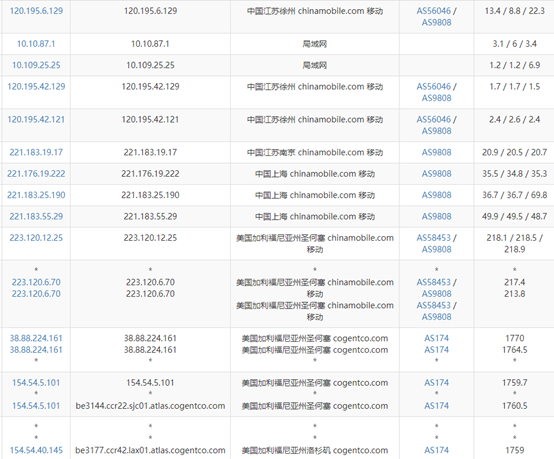 120.195.6.129 120.195.6.129 中国江苏徐州 chinamobile.com 移动 AS56046 / AS9808 13.4 / 8.8 / 22.3
10.10.87.1 10.10.87.1 局域网 3.1 / 6 / 3.4
10.109.25.25 10.109.25.25 局域网 1.2 / 1.2 / 6.9
120.195.42.129 120.195.42.129 中国江苏徐州 chinamobile.com 移动 AS56046 / AS9808 1.7 / 1.7 / 1.5
120.195.42.121 120.195.42.121 中国江苏徐州 chinamobile.com 移动 AS56046 / AS9808 2.4 / 2.6 / 2.4
221.183.19.17 221.183.19.17 中国江苏南京 chinamobile.com 移动 AS9808 20.9 / 20.5 / 20.7
221.176.19.222 221.176.19.222 中国上海 chinamobile.com 移动 AS9808 35.5 / 34.8 / 35.3
221.183.25.190 221.183.25.190 中国上海 chinamobile.com 移动 AS9808 36.7 / 36.7 / 69.8
221.183.55.29 221.183.55.29 中国上海 chinamobile.com 移动 AS9808 49.9 / 49.5 / 48.7
223.120.12.25 223.120.12.25 美国加利福尼亚州圣何塞 chinamobile.com 移动 AS58453 / AS9808 218.1 / 218.5 / 218.9
* * * * *
223.120.6.70 223.120.6.70 美国加利福尼亚州圣何塞 chinamobile.com 移动 AS58453 / AS9808 217.4
223.120.6.70 223.120.6.70 美国加利福尼亚州圣何塞 chinamobile.com 移动 AS58453 / AS9808 213.8
38.88.224.161 38.88.224.161 美国加利福尼亚州圣何塞 cogentco.com AS174 1770
38.88.224.161 38.88.224.161 美国加利福尼亚州圣何塞 cogentco.com AS174 1764.5
* * * * *
154.54.5.101 154.54.5.101 美国加利福尼亚州圣何塞 cogentco.com AS174 1759.7
* * * * *
154.54.5.101 be3144.ccr22.sjc01.atlas.cogentco.com 美国加利福尼亚州圣何塞 cogentco.com AS174 1760.5
* * * * *
* * * * *
154.54.40.145 be3177.ccr42.lax01.atlas.cogentco.com 美国加利福尼亚州洛杉矶 cogentco.com AS174 1759